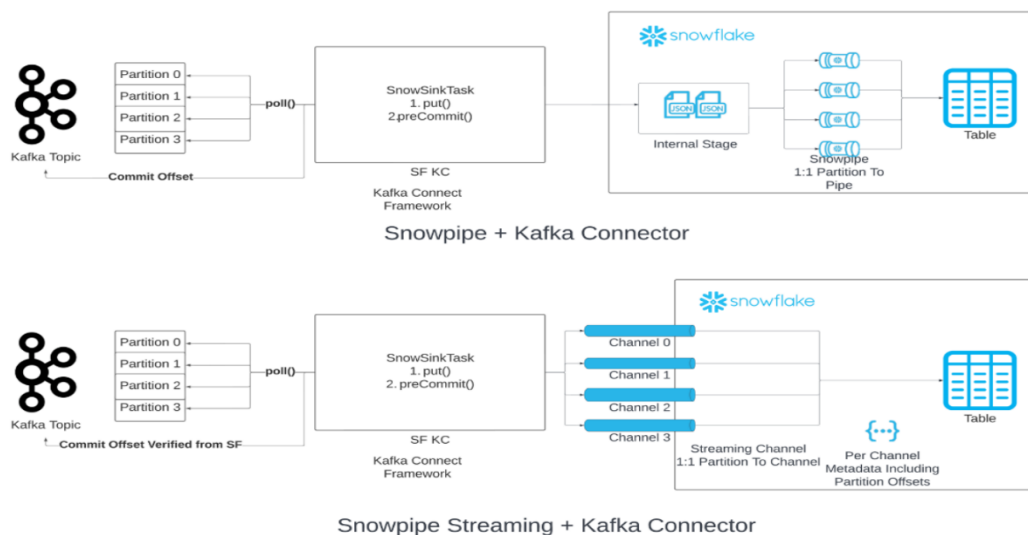 snowflake
Partition 0
Partition 1
Partition 2
Partition 3
Kafka Topic
Commit Offset
poll()
SnowSinkTask
1. put()
2.preCommit()
SF KC
Kafka Connect
Framework
JSON JSON
Internal Stage
Snowpipe
1:1 Partition To
Pipe
Table
Snowpipe + Kafka Connector
snowflake
Partition 0
Partition 1
Partition 2
Partition 3
Kafka Topic
Commit Offset Verified from SF
poll()
SnowSinkTask
1. put()
2. preCommit()
SF KC
Kafka Connect
Framework
Channel 0
Channel 1
Channel 2
Channel 3
Streaming Channel
1:1 Partition To Channel
Per Channel
Metadata Including
Partition Offsets
Table
Snowpipe Streaming + Kafka Connector